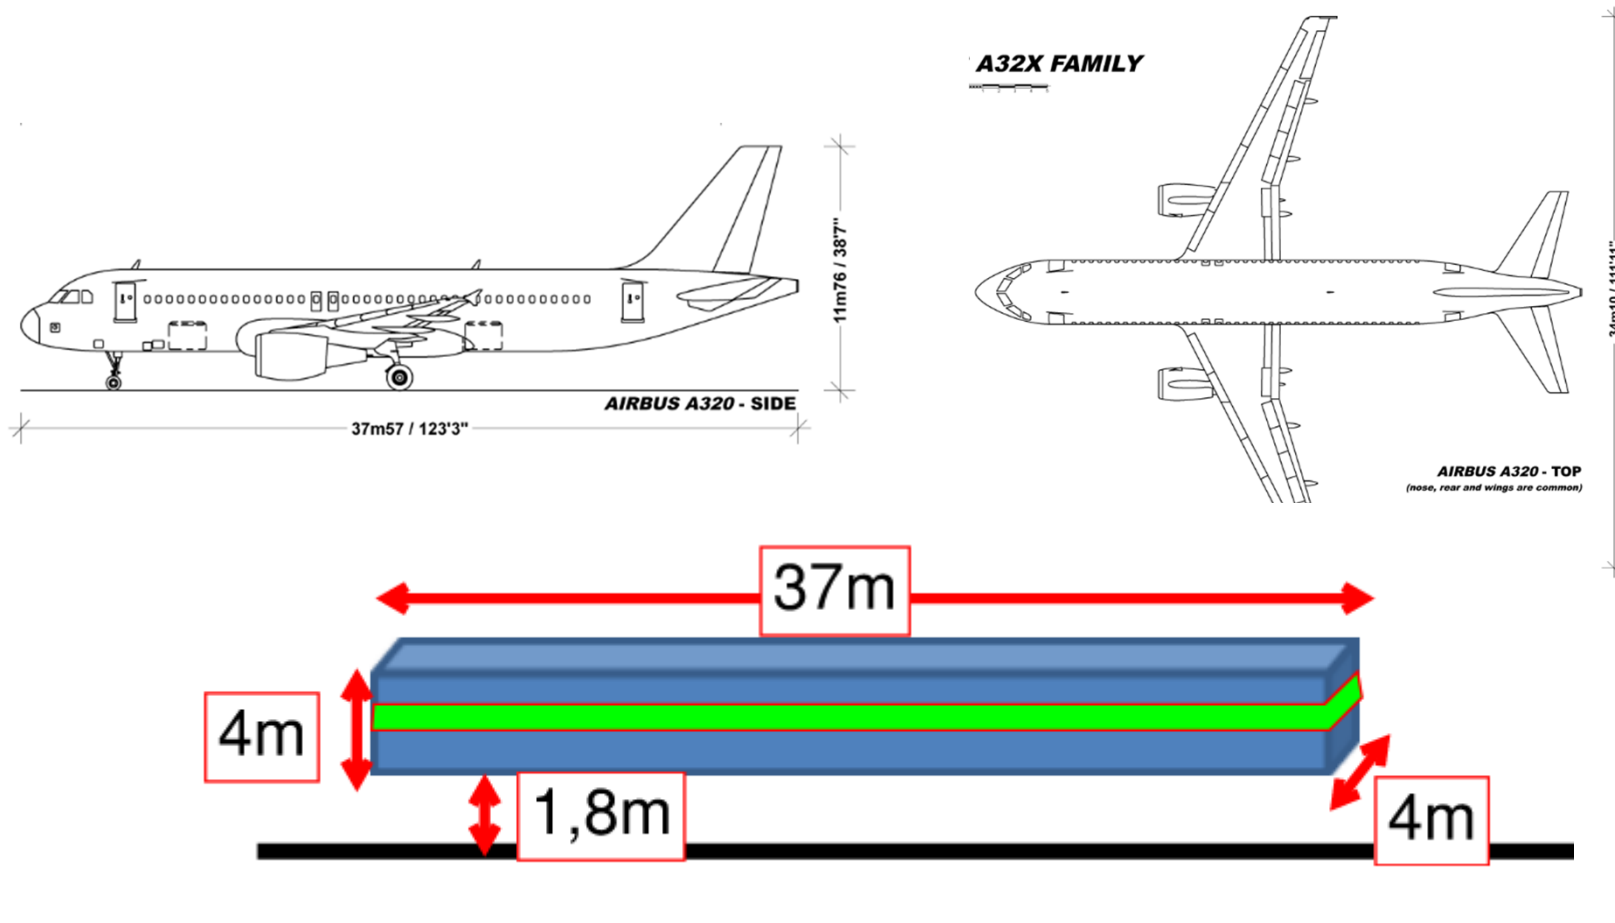 A32X FAMILY
11m76 / 38'7"
AIRBUS A320 - SIDE
37m57 / 123'3"
AIRBUS A320 - TOP
(nose, rear and wings are common)
37m
4m
1,8m
4m